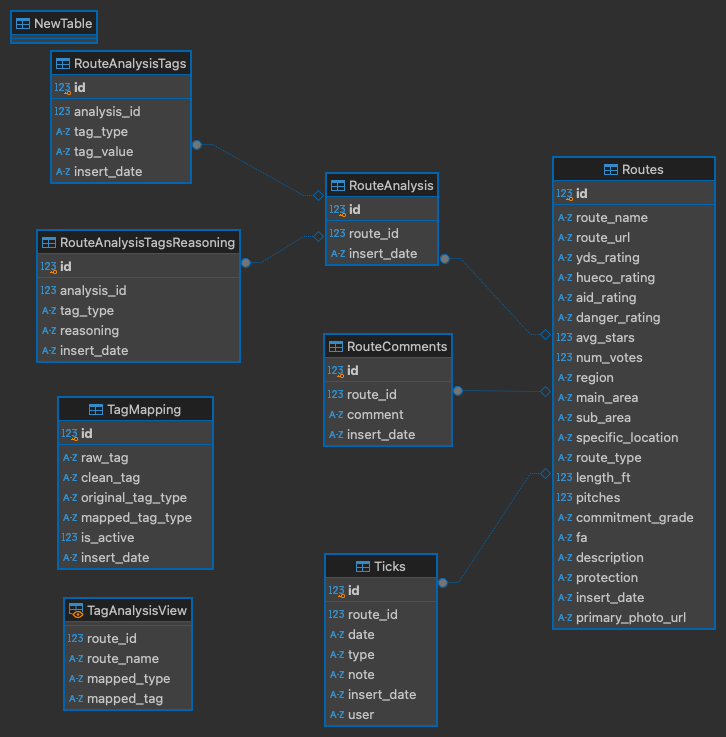 NewTable
RouteAnalysisTags
123 id
123 analysis_id
A-Z tag_type
A-Z tag_value
A-Z insert_date
RouteAnalysis
123 id
123 route_id
A-Z insert_date
Routes
123 id
A-Z route_name
A-Z route_url
A-Z yds_rating
A-Z hueco_rating
A-Z aid_rating
A-Z danger_rating
123 avg_stars
123 num_votes
A-Z region
A-Z main_area
A-Z sub_area
A-Z specific_location
A-Z route_type
123 length_ft
123 pitches
A-Z commitment_grade
A-Z fa
A-Z description
A-Z protection
A-Z insert_date
A-Z primary_photo_url
RouteAnalysisTagsReasoning
123 id
123 analysis_id
A-Z tag_type
A-Z reasoning
A-Z insert_date
RouteComments
123 id
123 route_id
A-Z comment
A-Z insert_date
TagMapping
123 id
A-Z raw_tag
A-Z clean_tag
A-Z original_tag_type
A-Z mapped_tag_type
123 is_active
A-Z insert_date
Ticks
123 id
123 route_id
A-Z date
A-Z type
A-Z note
A-Z insert_date
A-Z user
TagAnalysisView
123 route_id
A-Z route_name
A-Z mapped_type
A-Z mapped_tag